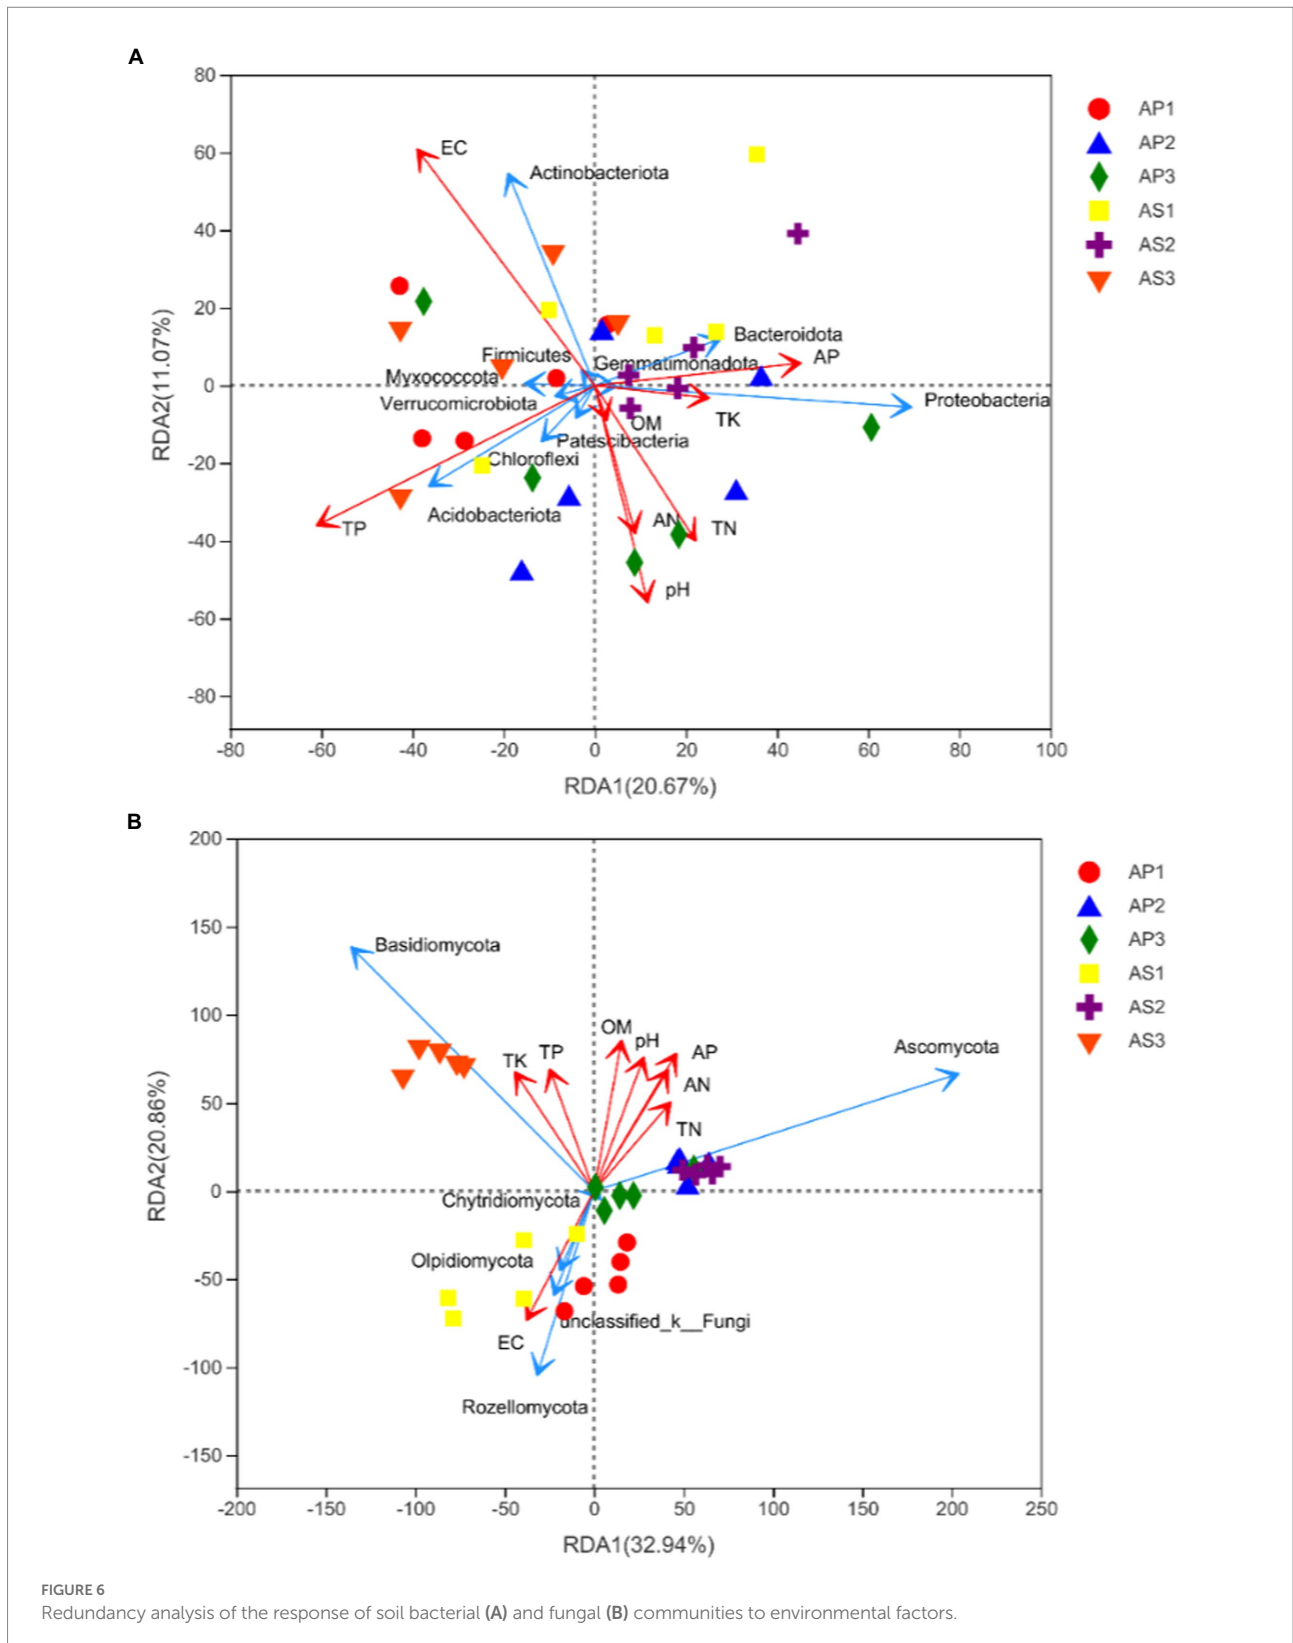 A
80
60
40
20
0
-20
-40
-60
-80
RDA2(11.07%)
EC
Actinobacteriota
Bacteroidota
Firmicutes
Gemmatimonadota
AP
Myxococcota
Verrucomicrobiota
Proteobacteria
OM
TK
Patescibacteria
Chloroflexi
Acidobacteriota
TP
AN
TN
pH
-80 -60 -40 -20 0 20 40 60 80 100
RDA1(20.67%)
AP1
AP2
AP3
AS1
AS2
AS3
B
200
150
100
50
0
-50
-100
-150
RDA2(20.86%)
Basidiomycota
OM
pH
TK
TP
AP
Ascomycota
AN
TN
Chytridiomycota
Olpidiomycota
unclassified_k__Fungi
EC
Rozellomycota
-200 -150 -100 -50 0 50 100 150 200 250
RDA1(32.94%)
AP1
AP2
AP3
AS1
AS2
AS3
FIGURE 6
Redundancy analysis of the response of soil bacterial (A) and fungal (B) communities to environmental factors.